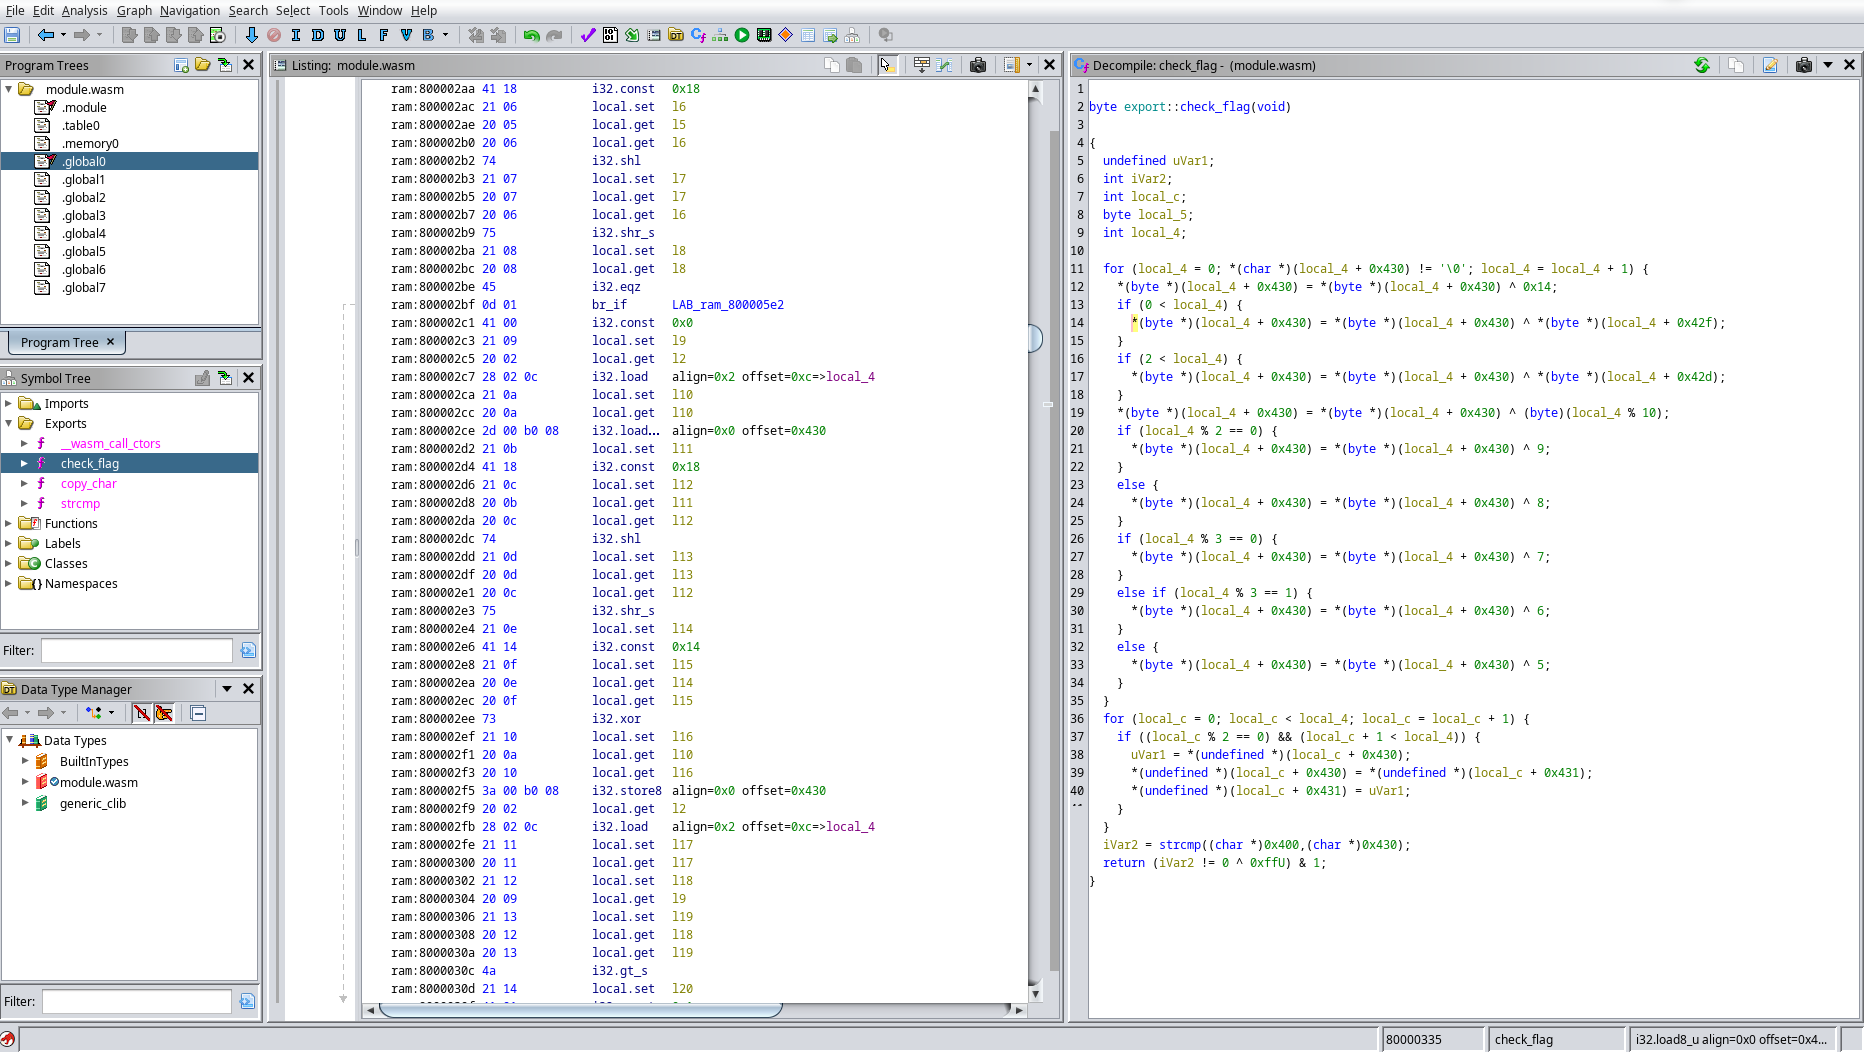 File Edit Analysis Graph Navigation Search Select Tools Window Help
I D U L F V B
Program Trees
module.wasm
.module
.table0
.memory0
.global0
.global1
.global2
.global3
.global4
.global5
.global6
.global7
Program Tree
Symbol Tree
Imports
Exports
__wasm_call_ctors
check_flag
copy_char
strcmp
Functions
Labels
Classes
Namespaces
Filter:
Data Type Manager
Data Types
BuiltInTypes
module.wasm
generic_clib
Filter:
Listing: module.wasm
ram:800002aa 41 18 i32.const 0x18
ram:800002ac 21 06 local.set l6
ram:800002ae 20 05 local.get l5
ram:800002b0 20 06 local.get l6
ram:800002b2 74 i32.shl
ram:800002b3 21 07 local.set l7
ram:800002b5 20 07 local.get l7
ram:800002b7 20 06 local.get l6
ram:800002b9 75 i32.shr_s
ram:800002ba 21 08 local.set l8
ram:800002bc 20 08 local.get l8
ram:800002be 45 i32.eqz
ram:800002bf 0d 01 br_if LAB_ram_800005e2
ram:800002c1 41 00 i32.const 0x0
ram:800002c3 21 09 local.set l9
ram:800002c5 20 02 local.get l2
ram:800002c7 28 02 0c i32.load align=0x2 offset=0xc=>local_4
ram:800002ca 21 0a local.set l10
ram:800002cc 20 0a local.get l10
ram:800002ce 2d 00 b0 08 i32.load... align=0x0 offset=0x430
ram:800002d2 21 0b local.set l11
ram:800002d4 41 18 i32.const 0x18
ram:800002d6 21 0c local.set l12
ram:800002d8 20 0b local.get l11
ram:800002da 20 0c local.get l12
ram:800002dc 74 i32.shl
ram:800002dd 21 0d local.set l13
ram:800002df 20 0d local.get l13
ram:800002e1 20 0c local.get l12
ram:800002e3 75 i32.shr_s
ram:800002e4 21 0e local.set l14
ram:800002e6 41 14 i32.const 0x14
ram:800002e8 21 0f local.set l15
ram:800002ea 20 0e local.get l14
ram:800002ec 20 0f local.get l15
ram:800002ee 73 i32.xor
ram:800002ef 21 10 local.set l16
ram:800002f1 20 0a local.get l10
ram:800002f3 20 10 local.get l16
ram:800002f5 3a 00 b0 08 i32.store8 align=0x0 offset=0x430
ram:800002f9 20 02 local.get l2
ram:800002fb 28 02 0c i32.load align=0x2 offset=0xc=>local_4
ram:800002fe 21 11 local.set l17
ram:80000300 20 11 local.get l17
ram:80000302 21 12 local.set l18
ram:80000304 20 09 local.get l9
ram:80000306 21 13 local.set l19
ram:80000308 20 12 local.get l18
ram:8000030a 20 13 local.get l19
ram:8000030c 4a i32.gt_s
ram:8000030d 21 14 local.set l20
Decompile: check_flag - (module.wasm)
1
2 byte export::check_flag(void)
3
4 {
5 undefined uVar1;
6 int iVar2;
7 int local_c;
8 byte local_5;
9 int local_4;
10
11 for (local_4 = 0; *(char *)(local_4 + 0x430) != '\0'; local_4 = local_4 + 1) {
12 *(byte *)(local_4 + 0x430) = *(byte *)(local_4 + 0x430) ^ 0x14;
13 if (0 < local_4) {
14 *(byte *)(local_4 + 0x430) = *(byte *)(local_4 + 0x430) ^ *(byte *)(local_4 + 0x42f);
15 }
16 if (2 < local_4) {
17 *(byte *)(local_4 + 0x430) = *(byte *)(local_4 + 0x430) ^ *(byte *)(local_4 + 0x42d);
18 }
19 *(byte *)(local_4 + 0x430) = *(byte *)(local_4 + 0x430) ^ (byte)(local_4 % 10);
20 if (local_4 % 2 == 0) {
21 *(byte *)(local_4 + 0x430) = *(byte *)(local_4 + 0x430) ^ 9;
22 }
23 else {
24 *(byte *)(local_4 + 0x430) = *(byte *)(local_4 + 0x430) ^ 8;
25 }
26 if (local_4 % 3 == 0) {
27 *(byte *)(local_4 + 0x430) = *(byte *)(local_4 + 0x430) ^ 7;
28 }
29 else if (local_4 % 3 == 1) {
30 *(byte *)(local_4 + 0x430) = *(byte *)(local_4 + 0x430) ^ 6;
31 }
32 else {
33 *(byte *)(local_4 + 0x430) = *(byte *)(local_4 + 0x430) ^ 5;
34 }
35 }
36 for (local_c = 0; local_c < local_4; local_c = local_c + 1) {
37 if ((local_c % 2 == 0) && (local_c + 1 < local_4)) {
38 uVar1 = *(undefined *)(local_c + 0x430);
39 *(undefined *)(local_c + 0x430) = *(undefined *)(local_c + 0x431);
40 *(undefined *)(local_c + 0x431) = uVar1;
}
}
iVar2 = strcmp((char *)0x400,(char *)0x430);
return (iVar2 != 0 ^ 0xffU) & 1;
}
80000335 check_flag i32.load8_u align=0x0 offset=0x4...